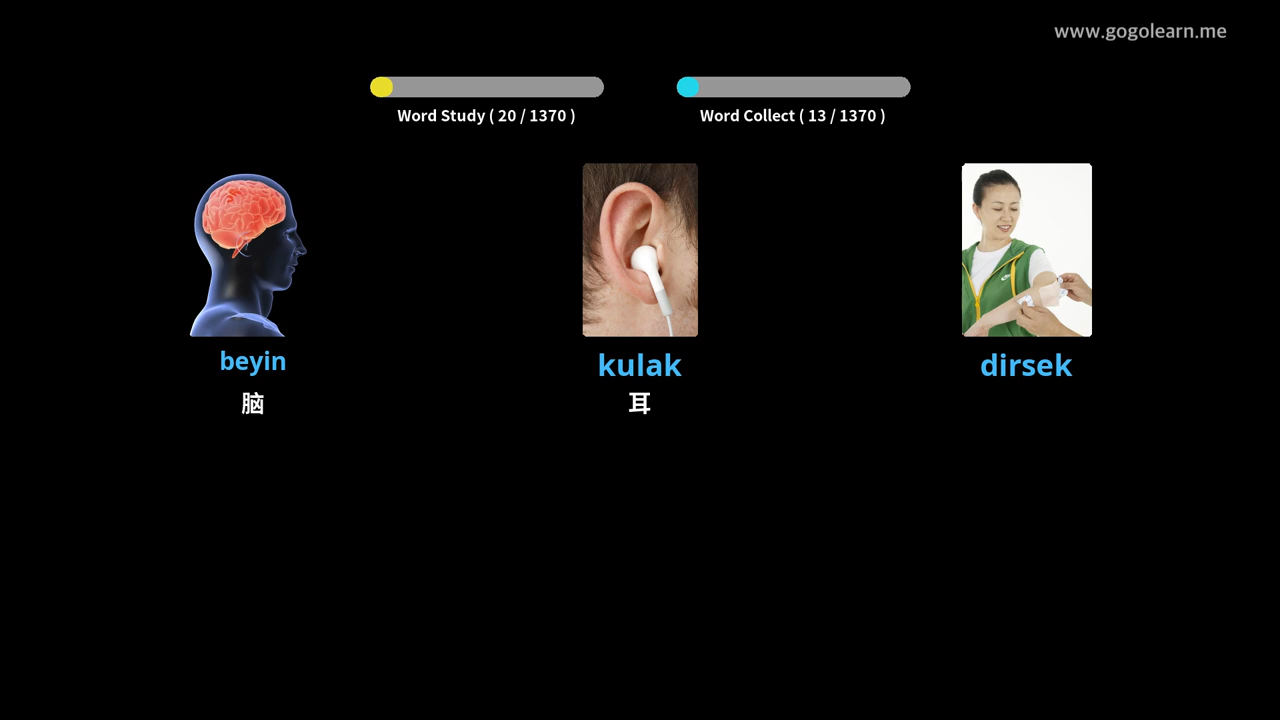 www.gogolearn.me
Word Study ( 20 / 1370 )
Word Collect ( 13 / 1370 )
beyin
脑
kulak
耳
dirsek